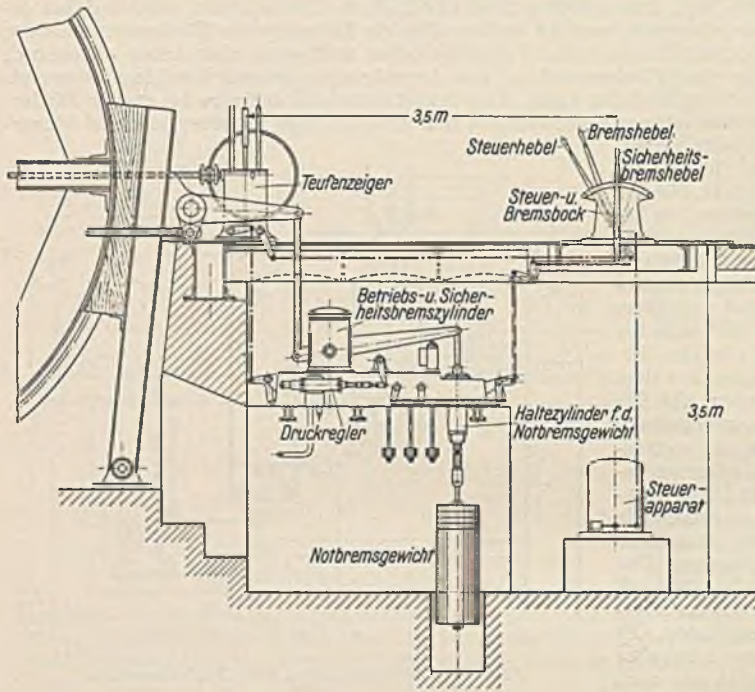 3,5 m
Bremshebel
Steuerhebel
Sicherheits-
bremshebel
Teufenzeiger
Steuer-u.
Bremsbock
Betriebs-u. Sicher-
heitsbremszylinder
Druckregler
Haltezylinder f. d.
Notbremsgewicht
3,5 m
Steuer-
apparat
Notbremsgewicht